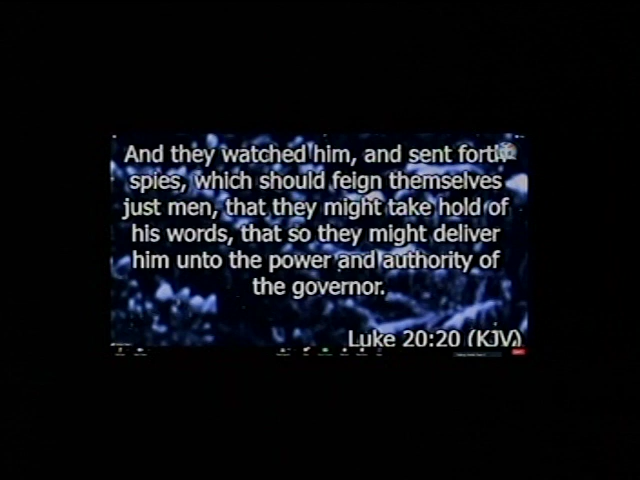 And they watched him, and sent forth
spies, which should feign themselves
just men, that they might take hold of
his words, that so they might deliver
him unto the power and authority of
the governor.
Luke 20:20 (KJV)